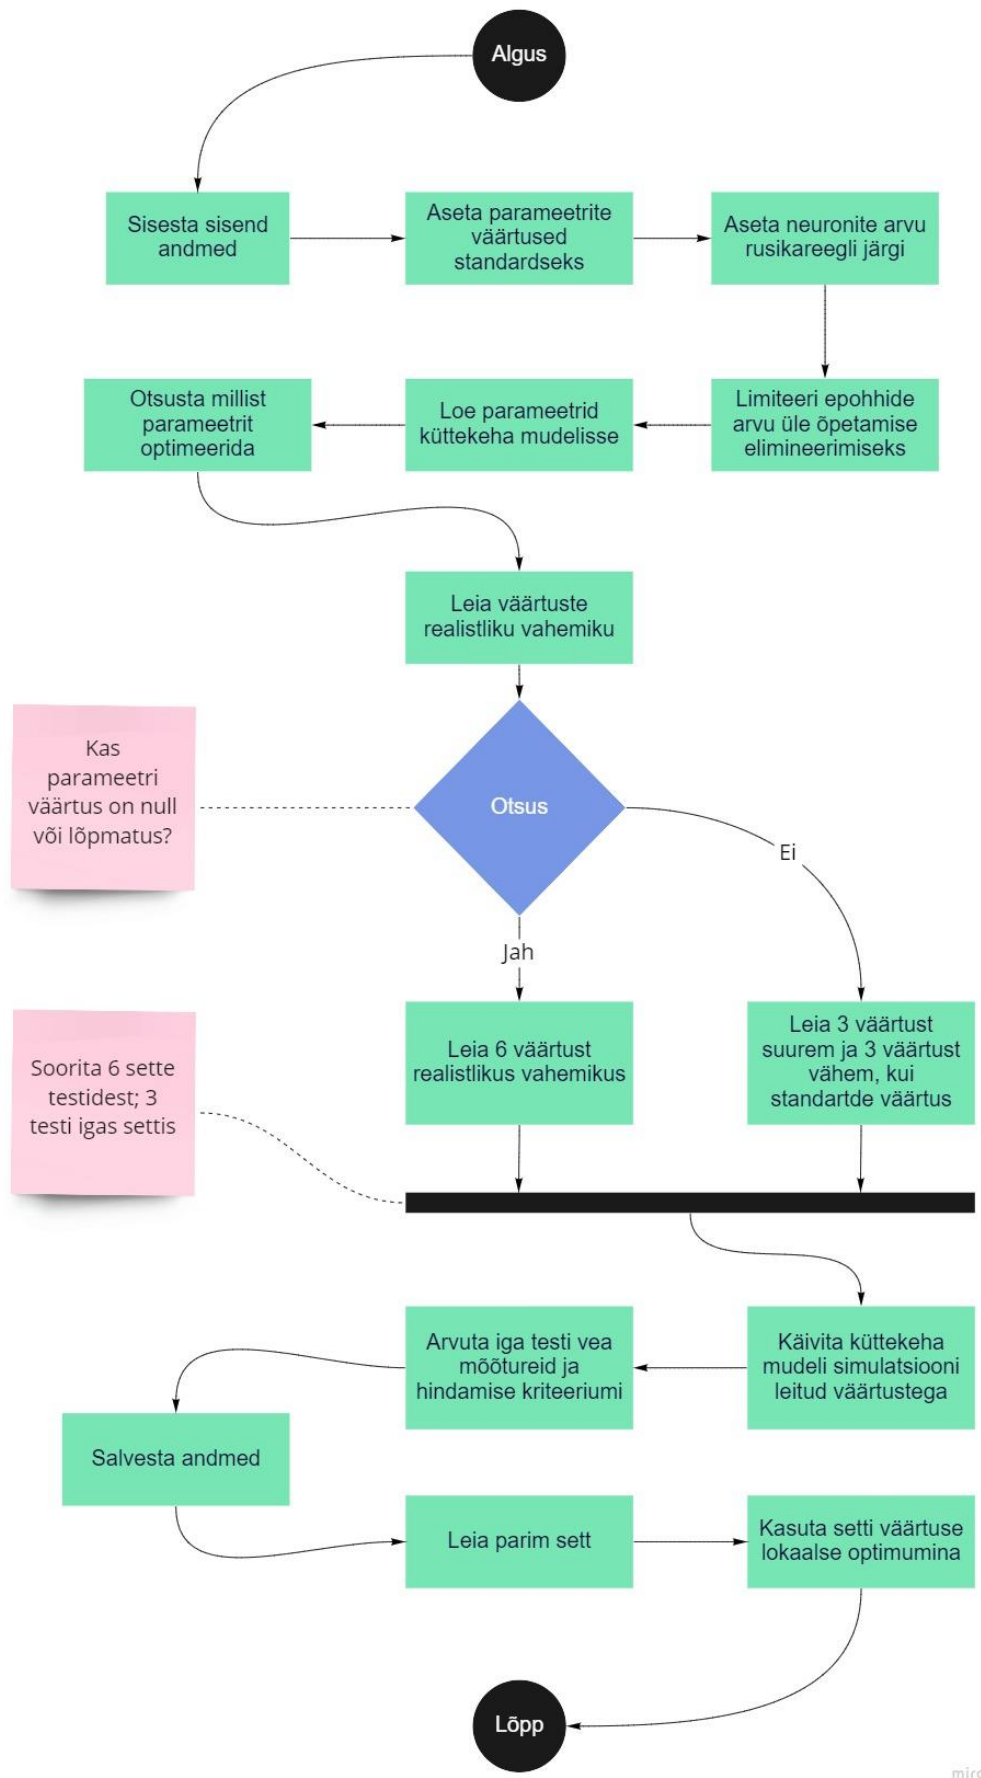 Algus
Sisesta sisend
andmed
Aseta parameetrite
väärtused
standardseks
Aseta neuronite arvu
rusikareegli järgi
Otsusta millist
parameetrit
optimeerida
Loe parameetrid
küttekeha mudelisse
Limiteeri epohhide
arvu üle õpetamise
elimineerimiseks
Leia väärtuste
realistliku vahemiku
Kas
parameetri
väärtus on null
või lõpmatus?
Otsus
Ei
Jah
Leia 6 väärtust
realistlikus vahemikus
Leia 3 väärtust
suurem ja 3 väärtust
vähem, kui
standartde väärtus
Soorita 6 sette
testidest; 3
testi igas settis
Arvuta iga testi vea
mõõtureid ja
hindamise kriteeriumi
Käivita küttekeha
mudeli simulatsiooni
leitud väärtustega
Salvesta andmed
Leia parim sett
Kasuta setti väärtuse
lokaalse optimumina
Lõpp
miro